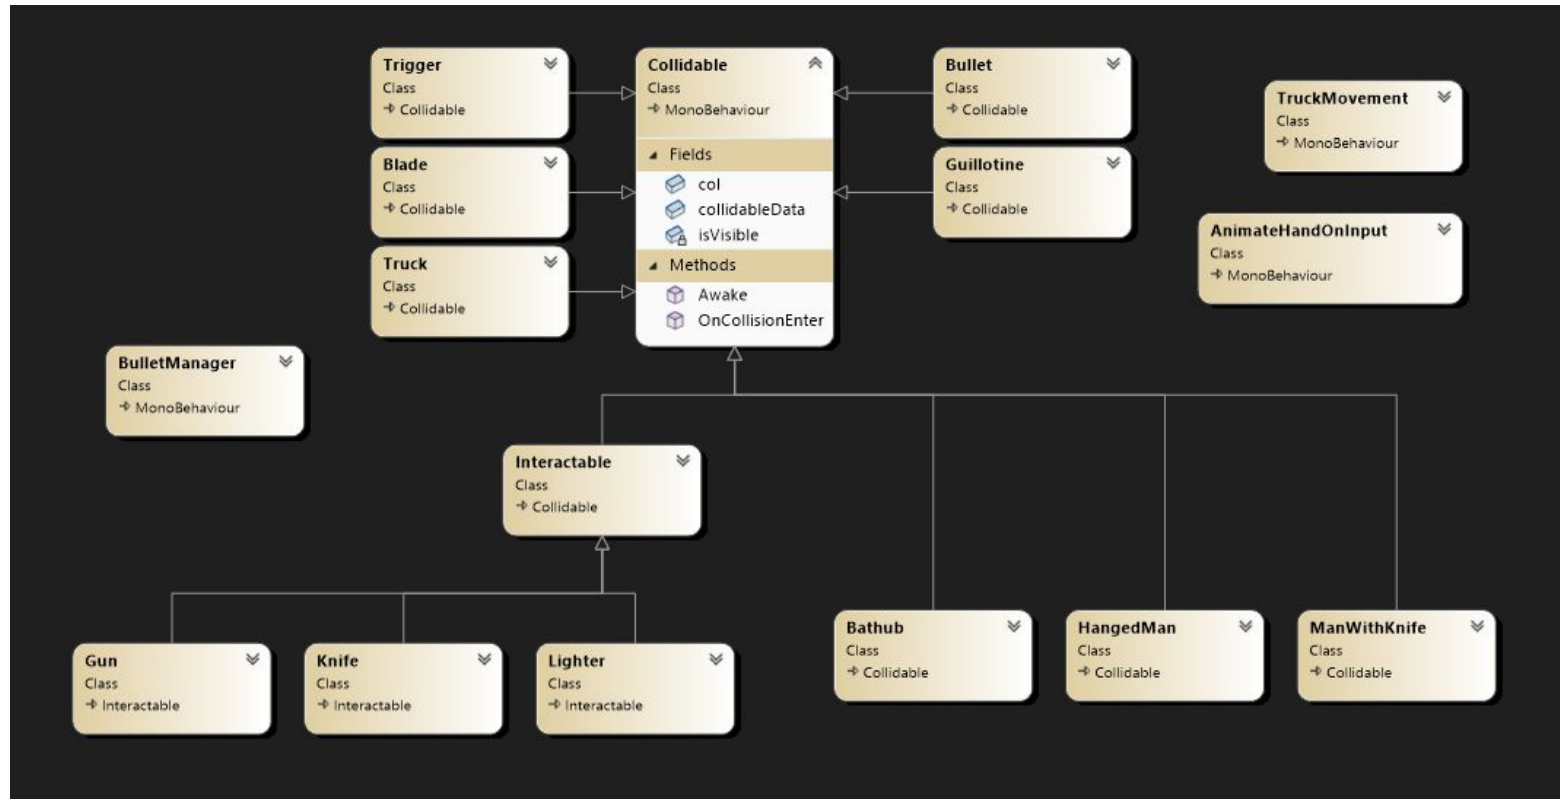 Trigger
Class
Collidable
Blade
Class
Collidable
Truck
Class
Collidable
Collidable
Class
MonoBehaviour
Fields
col
collidableData
isVisible
Methods
Awake
OnCollisionEnter
Bullet
Class
Collidable
Guillotine
Class
Collidable
TruckMovement
Class
MonoBehaviour
AnimateHandOnInput
Class
MonoBehaviour
BulletManager
Class
MonoBehaviour
Interactable
Class
Collidable
Gun
Class
Interactable
Knife
Class
Interactable
Lighter
Class
Interactable
Bathub
Class
Collidable
HangedMan
Class
Collidable
ManWithKnife
Class
Collidable